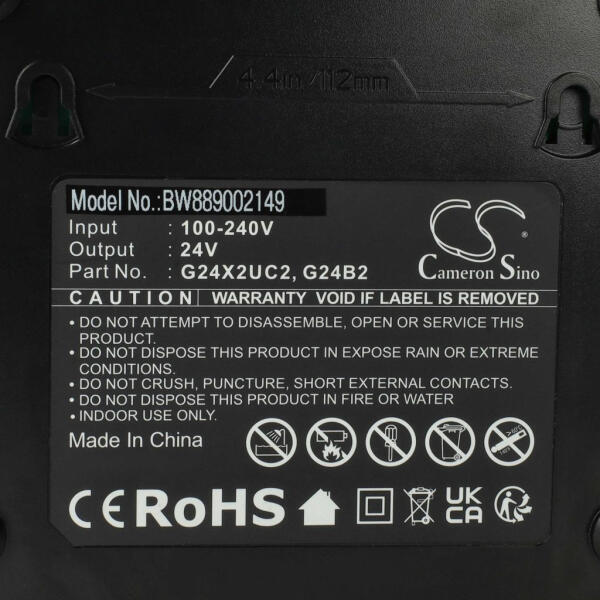 4.4in./112mm
Model No.:BW889002149
Input : 100-240V
Output : 24V
Part No. : G24X2UC2, G24B2
CS
®
Cameron Sino
CAUTION WARRANTY VOID IF LABEL IS REMOVED
• DO NOT ATTEMPT TO DISASSEMBLE, OPEN OR SERVICE THIS
PRODUCT.
• DO NOT DISPOSE THIS PRODUCT IN EXPOSE RAIN OR EXTREME
CONDITIONS.
• DO NOT CRUSH, PUNCTURE, SHORT EXTERNAL CONTACTS.
• DO NOT DISPOSE THIS PRODUCT IN FIRE OR WATER
• INDOOR USE ONLY.
Made In China
CE RoHS
UK
CA